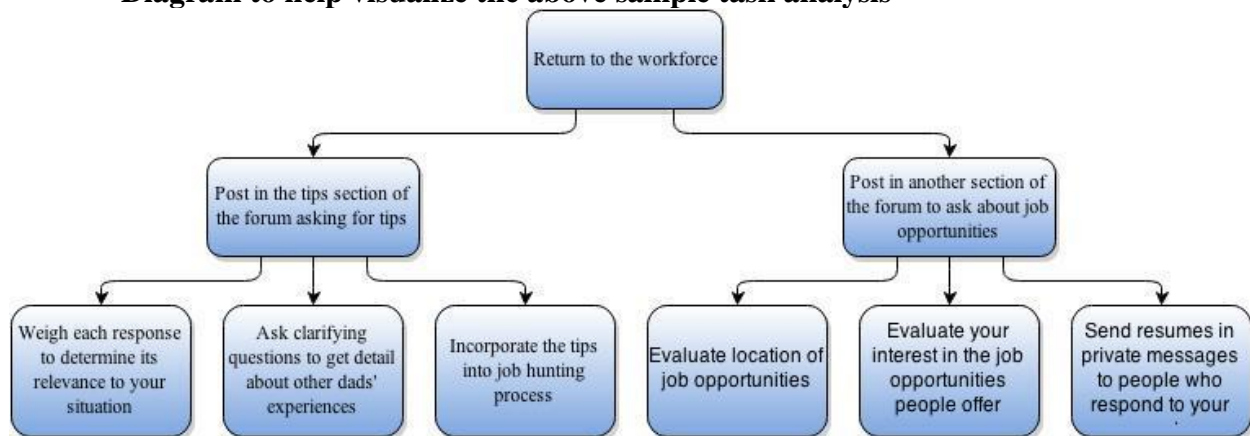 Diagram to help visualize the above sample task analysis
Return to the workforce
Post in the tips section of
the forum asking for tips
Post in another section of
the forum to ask about job
opportunities
Weigh each response
to determine its
relevance to your
situation
Ask clarifying
questions to get detail
about other dads'
experiences
Incorporate the tips
into job hunting
process
Evaluate location of
job opportunities
Evaluate your
interest in the job
opportunities
people offer
Send resumes in
private messages
to people who
respond to your